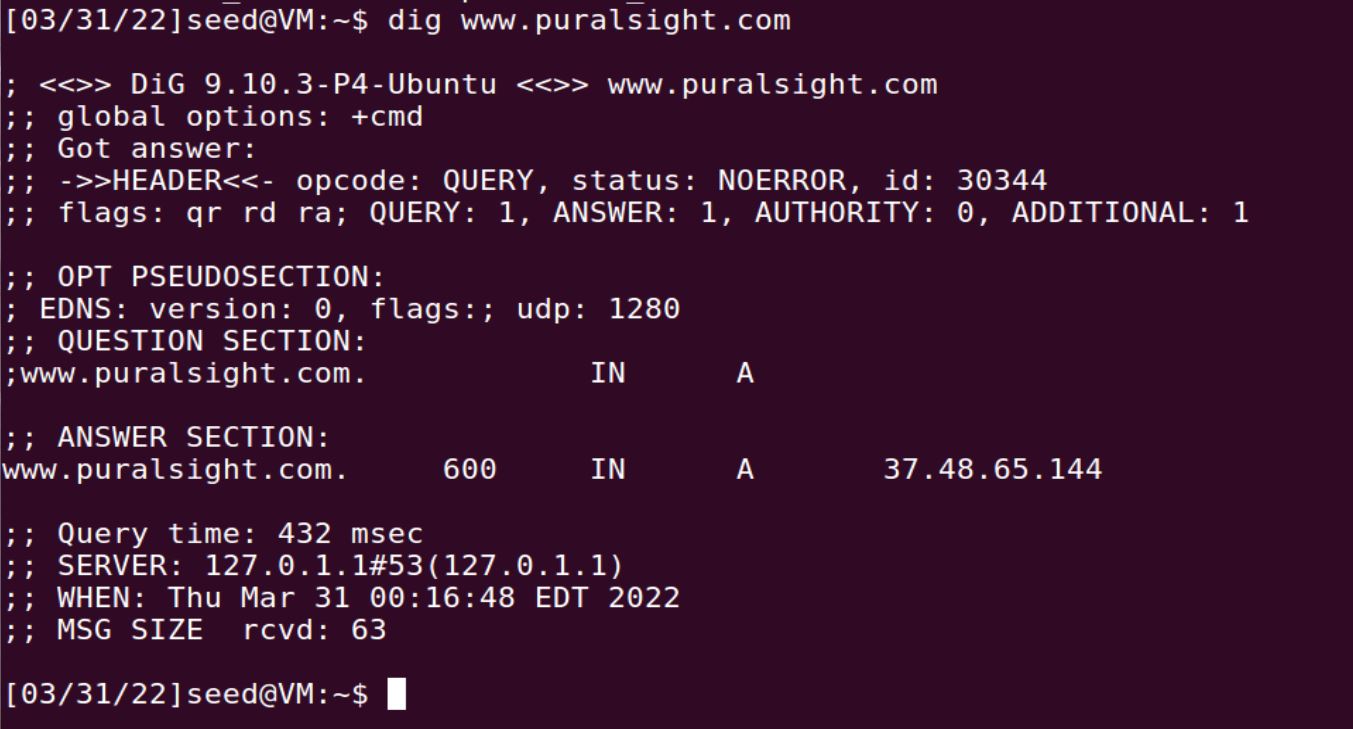 [03/31/22]seed@VM:~$ dig www.puralsight.com
; <<>> DiG 9.10.3-P4-Ubuntu <<>> www.puralsight.com
;; global options: +cmd
;; Got answer:
;; ->>HEADER<<- opcode: QUERY, status: NOERROR, id: 30344
;; flags: qr rd ra; QUERY: 1, ANSWER: 1, AUTHORITY: 0, ADDITIONAL: 1
;; OPT PSEUDOSECTION:
; EDNS: version: 0, flags:; udp: 1280
;; QUESTION SECTION:
;www.puralsight.com. IN A
;; ANSWER SECTION:
www.puralsight.com. 600 IN A 37.48.65.144
;; Query time: 432 msec
;; SERVER: 127.0.1.1#53(127.0.1.1)
;; WHEN: Thu Mar 31 00:16:48 EDT 2022
;; MSG SIZE  rcvd: 63
[03/31/22]seed@VM:~$